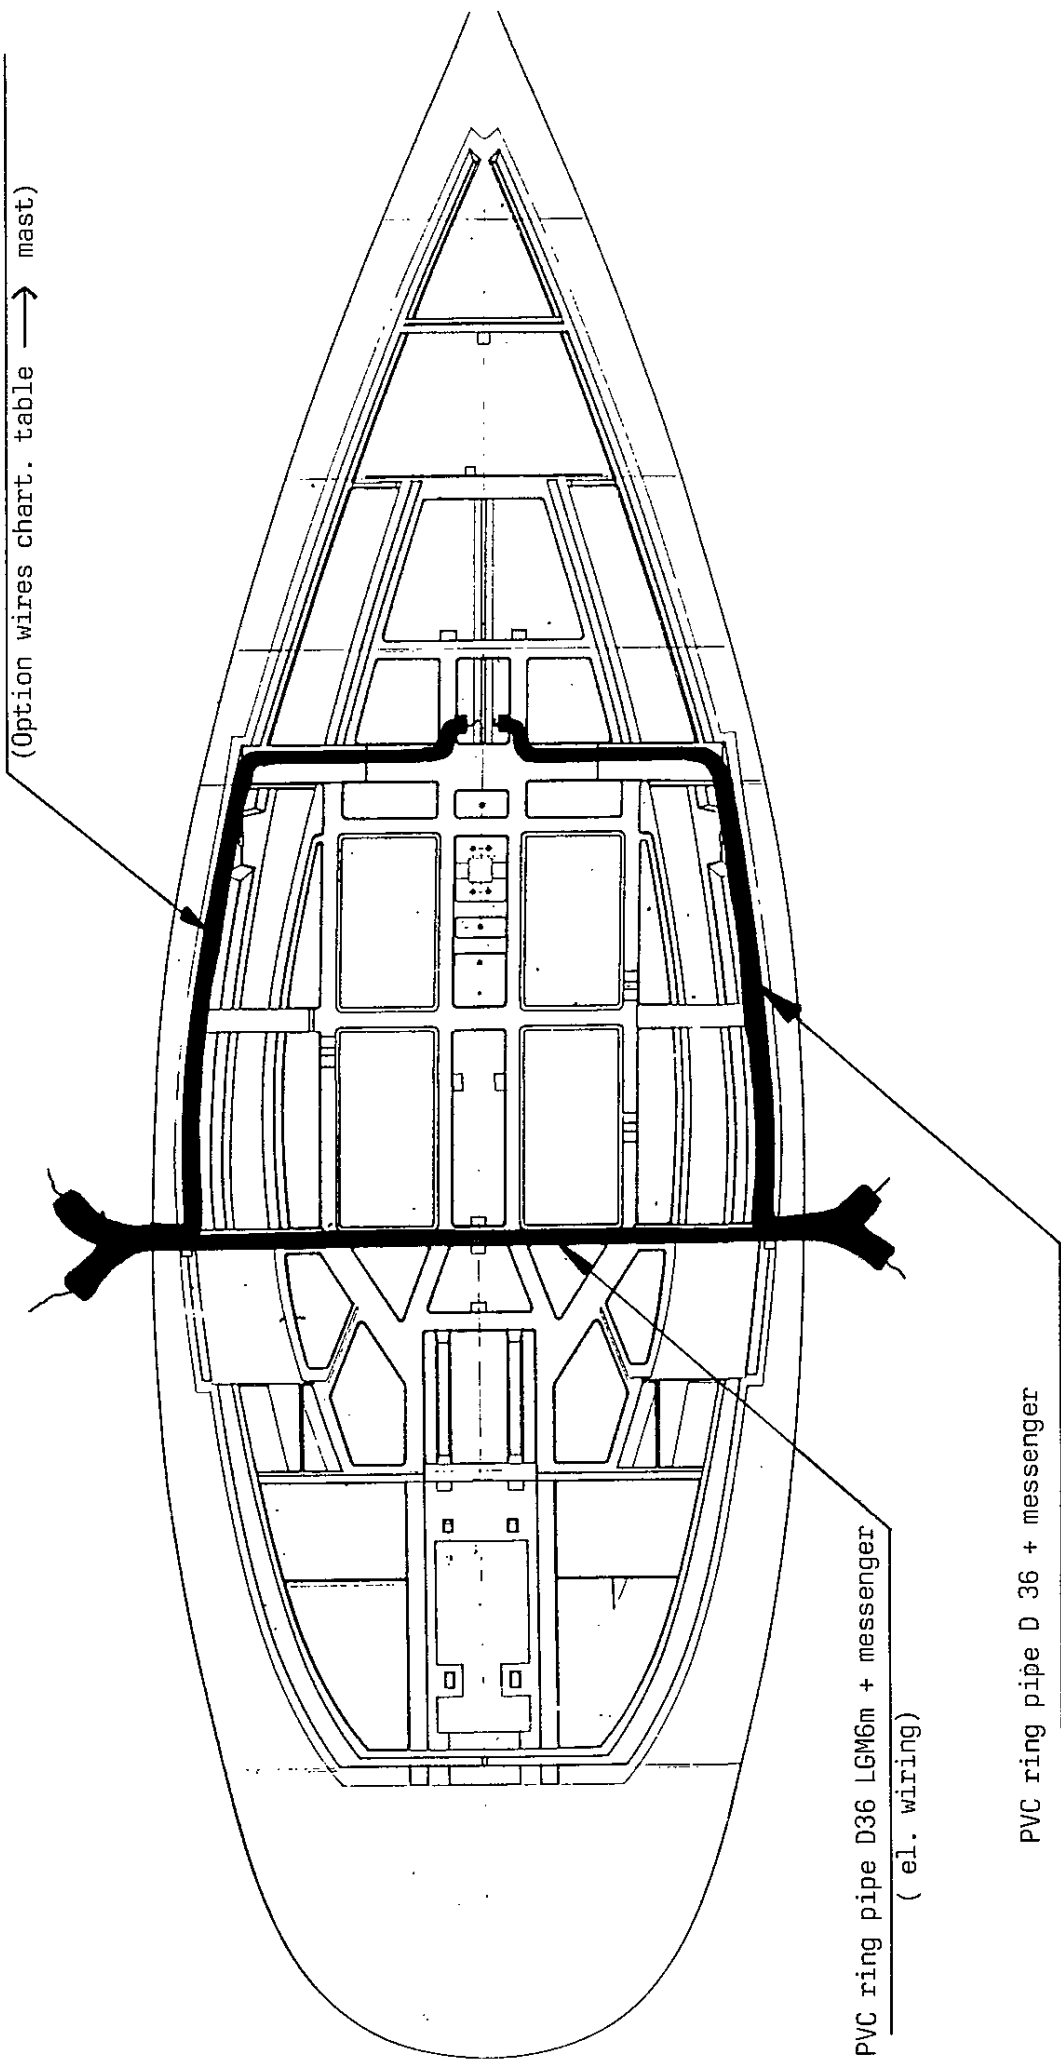 (Option wires chart. table ⟶ mast)
PVC ring pipe D36 LGM6m + messenger
( el. wiring)
PVC ring pipe D 36 + messenger